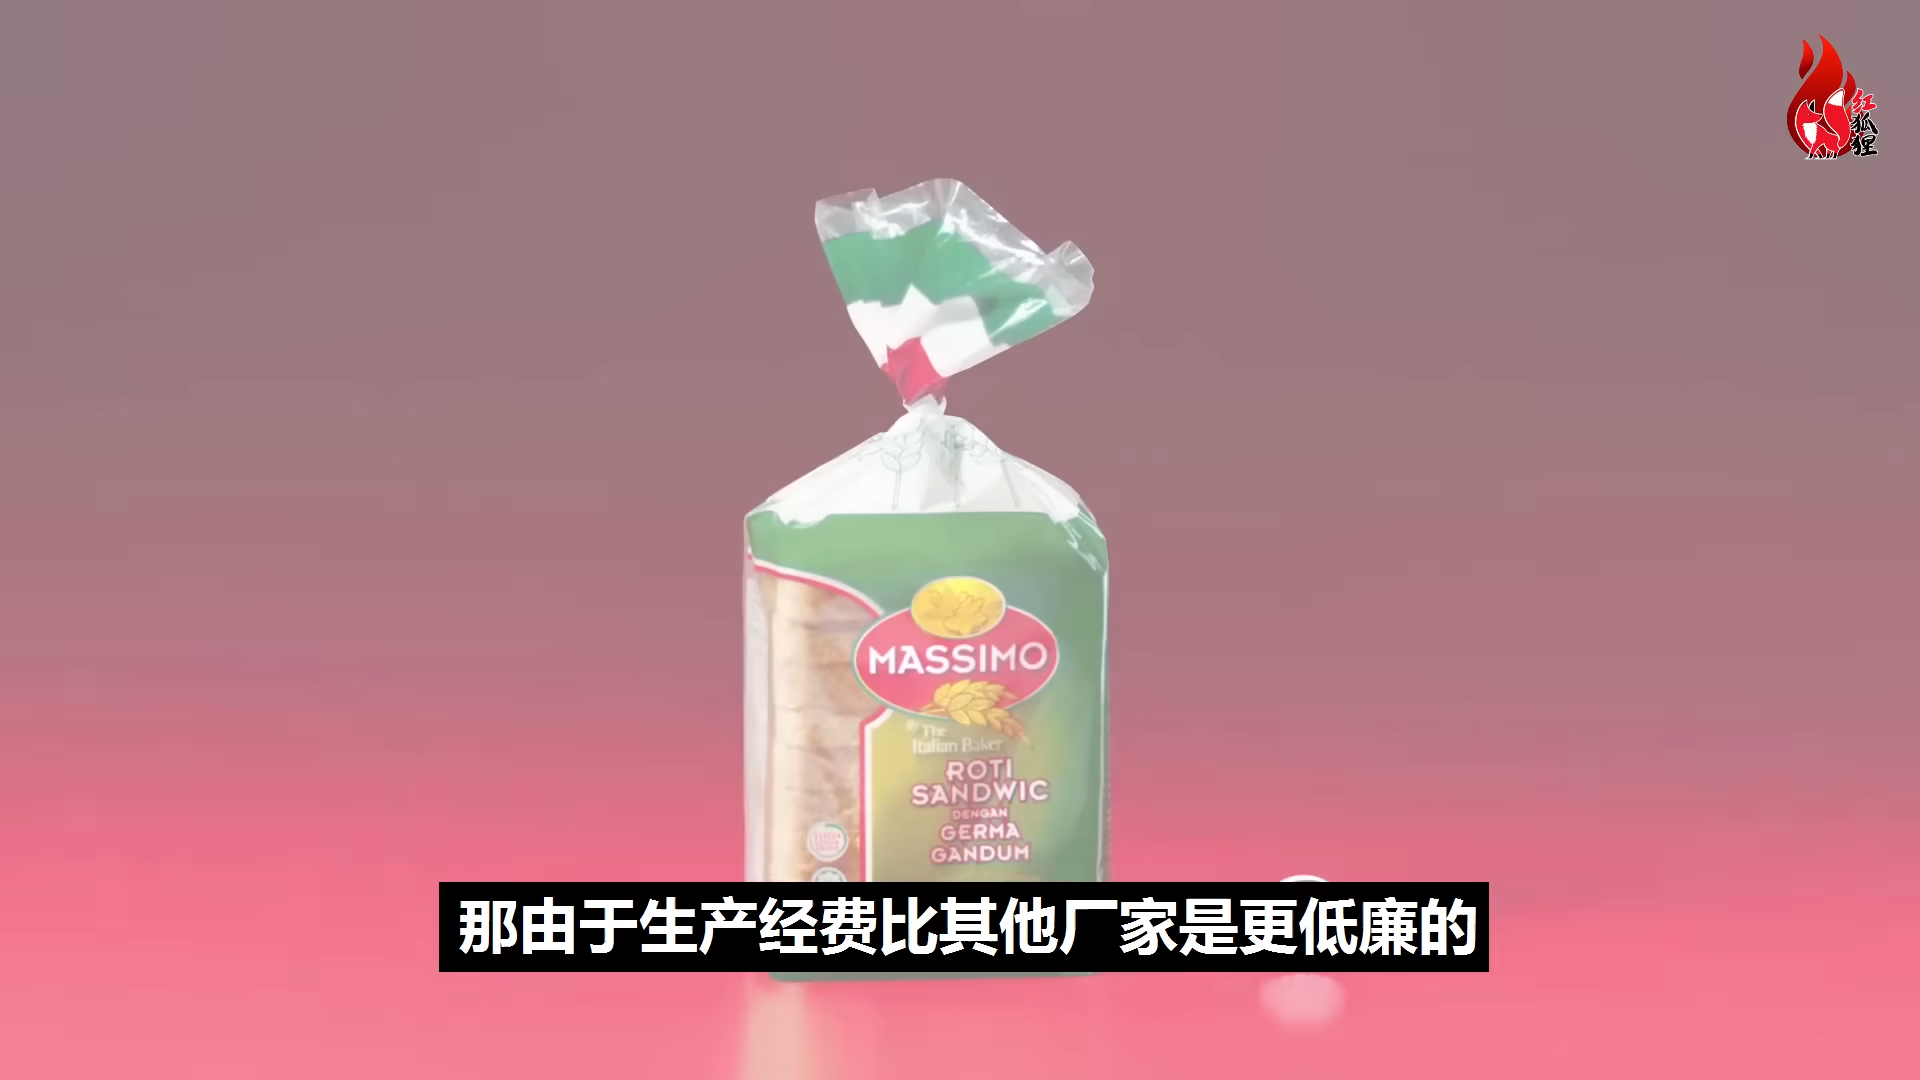 红狐狸
MASSIMO
By The
Italian Baker
ROTI
SANDWIC
DENGAN
GERMA
GANDUM
那由于生产经费比其他厂家是更低廉的